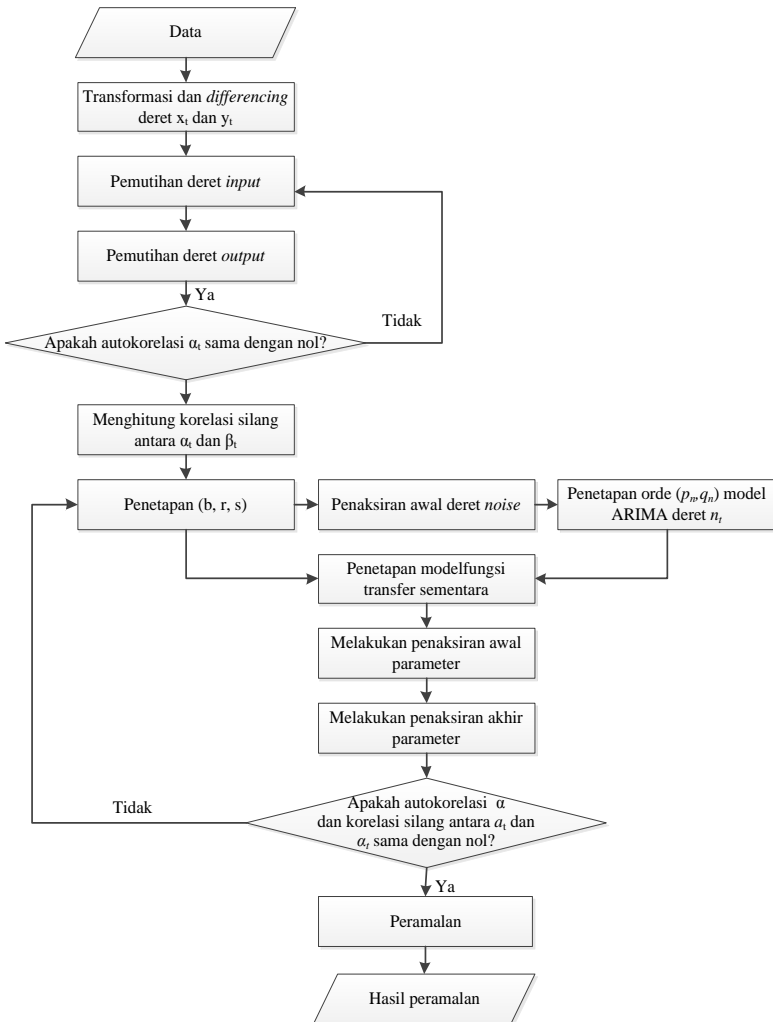 Data
Transformasi dan differencing
deret xₜ dan yₜ
Pemutihan deret input
Pemutihan deret output
Ya
Tidak
Apakah autokorelasi αₜ sama dengan nol?
Menghitung korelasi silang
antara αₜ dan βₜ
Penetapan (b, r, s)
Penaksiran awal deret noise
Penetapan orde (pₙ,qₙ) model
ARIMA deret nₜ
Penetapan modelfungsi
transfer sementara
Melakukan penaksiran awal
parameter
Melakukan penaksiran akhir
parameter
Tidak
Apakah autokorelasi α
dan korelasi silang antara aₜ dan
αₜ sama dengan nol?
Ya
Peramalan
Hasil peramalan